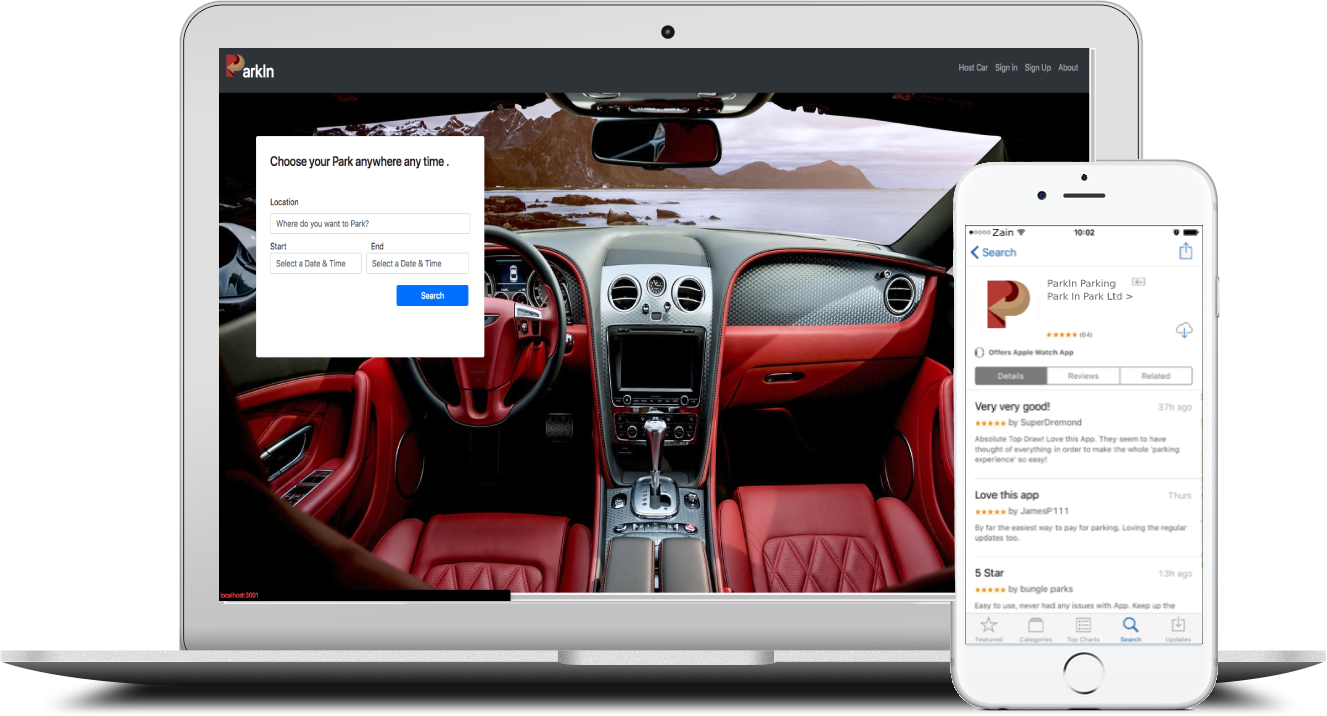 ParkIn
Host Car Sign in Sign Up About
Choose your Park anywhere any time .
Location
Where do you want to Park?
Start End
Select a Date & Time Select a Date & Time
Search
localhost:3001
Zain 10:02
Search
ParkIn Parking 4+
Park In Park Ltd >
★★★★★ (64)
Offers Apple Watch App
Details Reviews Related
Very very good! 37h ago
★★★★★ by SuperDremond
Absolute Top Draw! Love this App. They seem to have
thought of everything in order to make the whole 'parking
experience' so easy!
Love this app Thurs
★★★★★ by JamesP111
By far the easiest way to pay for parking. Loving the regular
updates too.
5 Star 13h ago
★★★★★ by bungle parks
Easy to use, never had any issues with App. Keep up the
Featured Categories Top Charts Search Updates